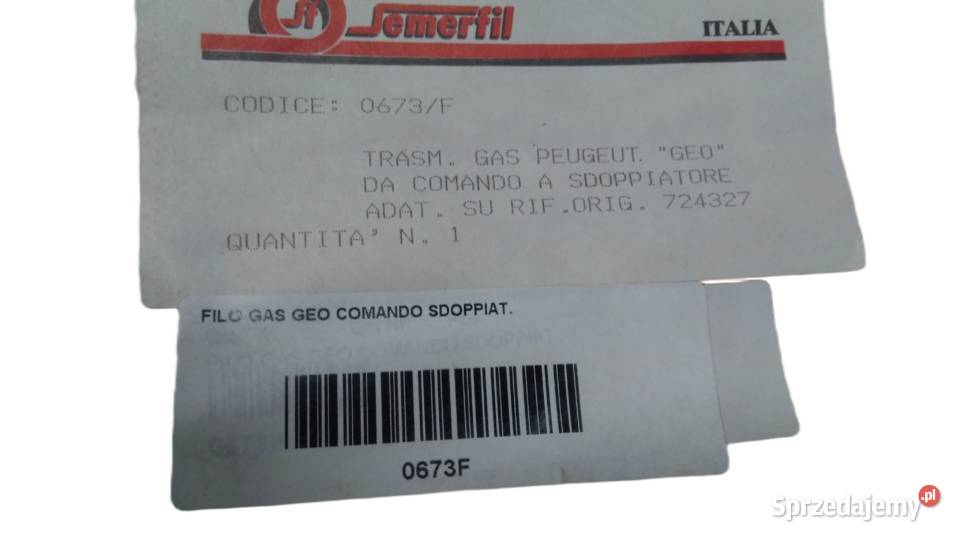 Semerfil
ITALIA
CODICE: 0673/F
TRASM. GAS PEUGEUT. "GEO"
DA COMANDO A SDOPPIATORE
ADAT. SU RIF.ORIG. 724327
QUANTITA' N. 1
FILO GAS GEO COMANDO SDOPPIAT.
0673F
Sprzedajemy.pl